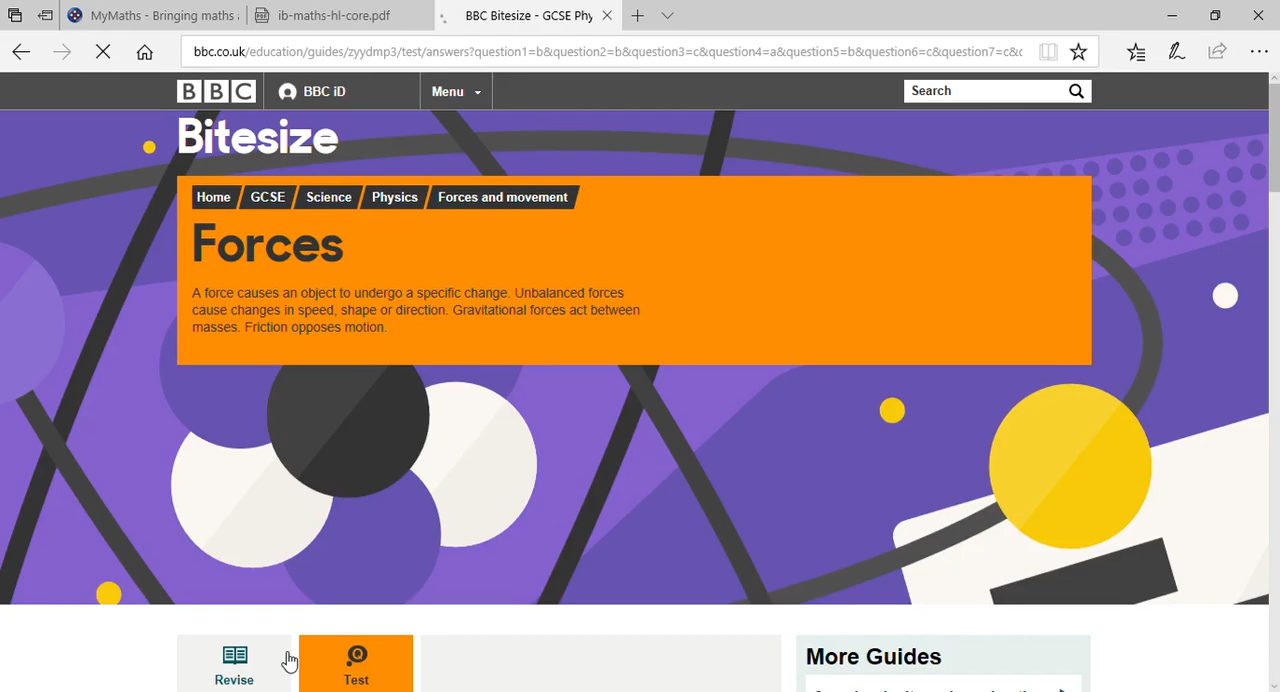 MyMaths - Bringing maths
ib-maths-hl-core.pdf
BBC Bitesize - GCSE Phy
bbc.co.uk/education/guides/zyydmp3/test/answers?question1=b&question2=b&question3=c&question4=a&question5=b&question6=c&question7=c&c
BBC
BBC iD
Menu
Search
Bitesize
Home
GCSE
Science
Physics
Forces and movement
Forces
A force causes an object to undergo a specific change. Unbalanced forces
cause changes in speed, shape or direction. Gravitational forces act between
masses. Friction opposes motion.
Revise
Test
More Guides